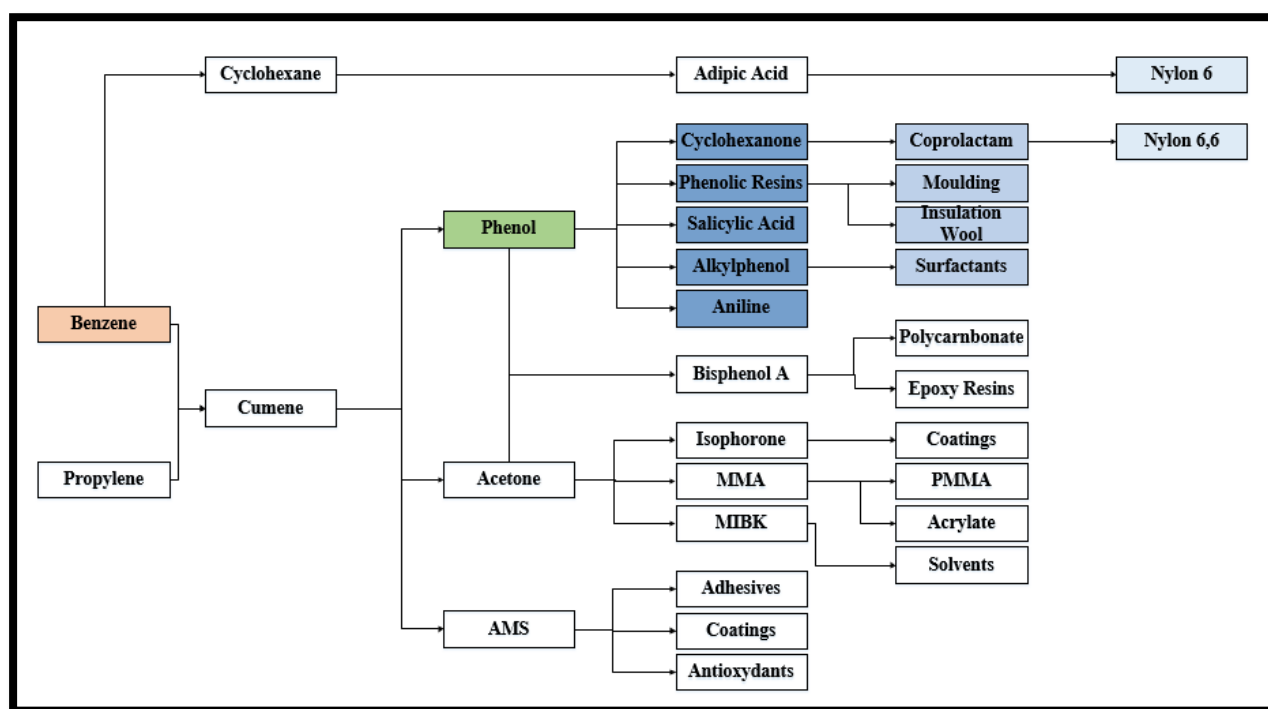 Cyclohexane
Adipic Acid
Nylon 6
Cyclohexanone
Coprolactam
Nylon 6,6
Phenolic Resins
Moulding
Phenol
Salicylic Acid
Insulation
Wool
Alkylphenol
Surfactants
Aniline
Benzene
Polycarnbonate
Bisphenol A
Epoxy Resins
Cumene
Isophorone
Coatings
Propylene
Acetone
MMA
PMMA
MIBK
Acrylate
Solvents
Adhesives
AMS
Coatings
Antioxydants